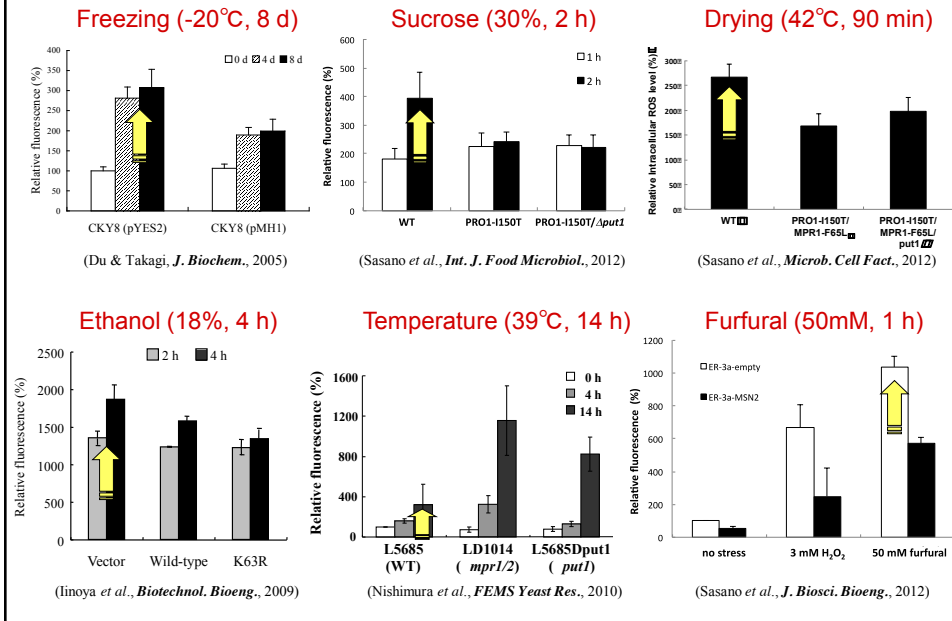 Freezing (-20℃, 8 d)
Relative fluorescence (%)
400
350
300
250
200
150
100
50
0
0 d 4 d 8 d
CKY8 (pYES2) CKY8 (pMH1)
(Du & Takagi, J. Biochem., 2005)
Sucrose (30%, 2 h)
Relative fluorescence (%)
600
500
400
300
200
100
0
1 h
2 h
WT PRO1-I150T PRO1-I150T/Δput1
(Sasano et al., Int. J. Food Microbiol., 2012)
Drying (42℃, 90 min)
Relative Intracellular ROS level (%)
WT
PRO1-I150T/
MPR1-F65L
PRO1-I150T/
MPR1-F65L/
put1
(Sasano et al., Microb. Cell Fact., 2012)
Ethanol (18%, 4 h)
Relative fluorescence (%)
2500
2000
1500
1000
500
0
2 h 4 h
Vector Wild-type K63R
(Iinoya et al., Biotechnol. Bioeng., 2009)
Temperature (39℃, 14 h)
Relative fluorescence (%)
1600
1200
800
400
0
0 h
4 h
14 h
L5685
(WT)
LD1014
( mpr1/2)
L5685Dput1
( put1)
(Nishimura et al., FEMS Yeast Res., 2010)
Furfural (50mM, 1 h)
Relative fluorescence (%)
1200
1000
800
600
400
200
0
ER-3a-empty
ER-3a-MSN2
no stress 3 mM H₂O₂ 50 mM furfural
(Sasano et al., J. Biosci. Bioeng., 2012)